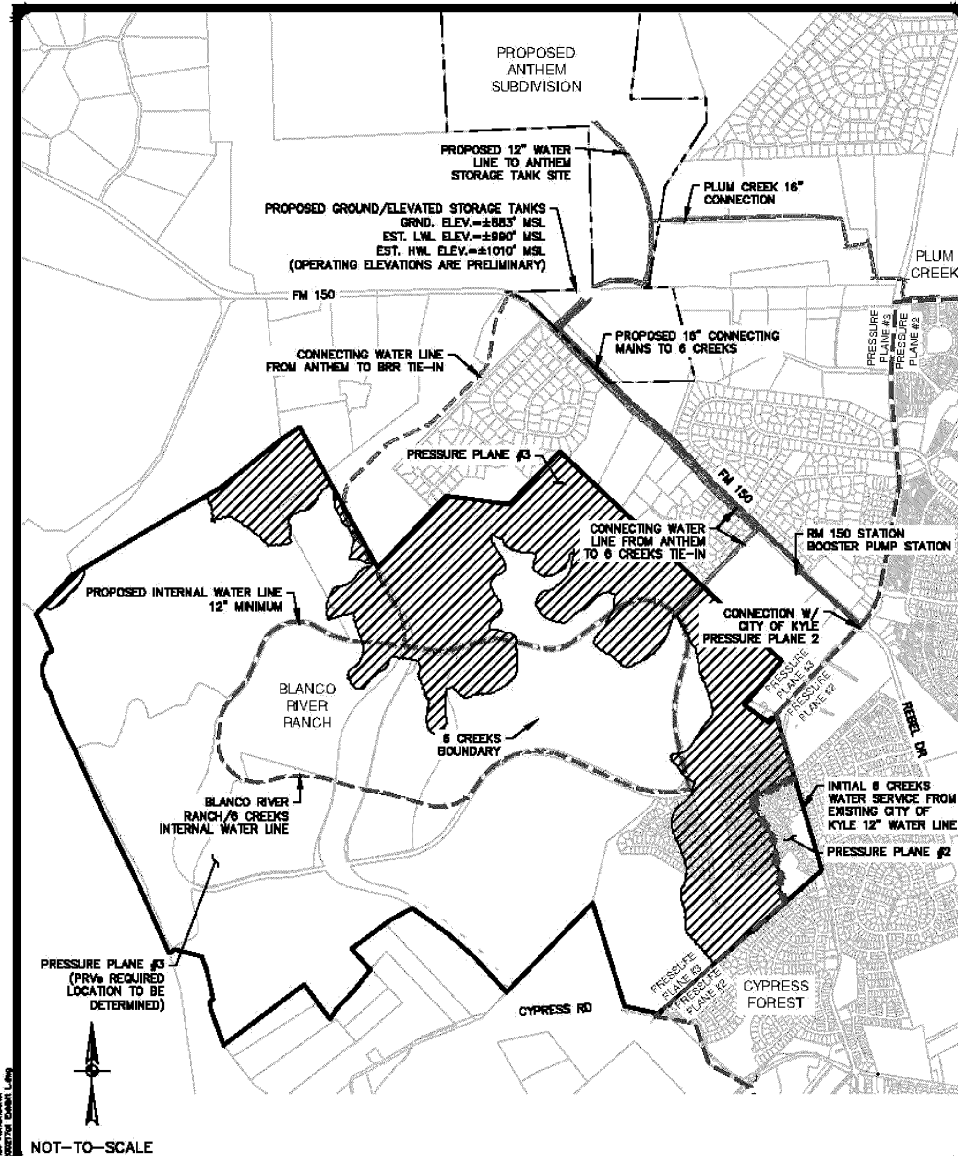 PROPOSED
ANTHEM
SUBDIVISION
PROPOSED 12" WATER
LINE TO ANTHEM
STORAGE TANK SITE
PLUM CREEK 16"
CONNECTION
PROPOSED GROUND/ELEVATED STORAGE TANKS
GRND. ELEV.=±883' MSL
EST. LWL ELEV.=±990' MSL
EST. HWL ELEV.=±1010' MSL
(OPERATING ELEVATIONS ARE PRELIMINARY)
PLUM
CREEK
FM 150
PRESSURE
PLANE #3
PRESSURE
PLANE #2
PROPOSED 16" CONNECTING
MAINS TO 6 CREEKS
CONNECTING WATER LINE
FROM ANTHEM TO BRR TIE-IN
PRESSURE PLANE #3
FM 150
CONNECTING WATER
LINE FROM ANTHEM
TO 6 CREEKS TIE-IN
RM 150 STATION
BOOSTER PUMP STATION
PROPOSED INTERNAL WATER LINE
12" MINIMUM
CONNECTION W/
CITY OF KYLE
PRESSURE PLANE 2
PRESSURE
PLANE #3
PRESSURE
PLANE #2
BLANCO
RIVER
RANCH
REBEL DR
6 CREEKS
BOUNDARY
INITIAL 6 CREEKS
WATER SERVICE FROM
EXISTING CITY OF
KYLE 12" WATER LINE
BLANCO RIVER
RANCH/6 CREEKS
INTERNAL WATER LINE
PRESSURE PLANE #2
PRESSURE PLANE #3
(PRVs REQUIRED
LOCATION TO BE
DETERMINED)
PRESSURE
PLANE #3
PRESSURE
PLANE #2
CYPRESS
FOREST
CYPRESS RD
NOT-TO-SCALE